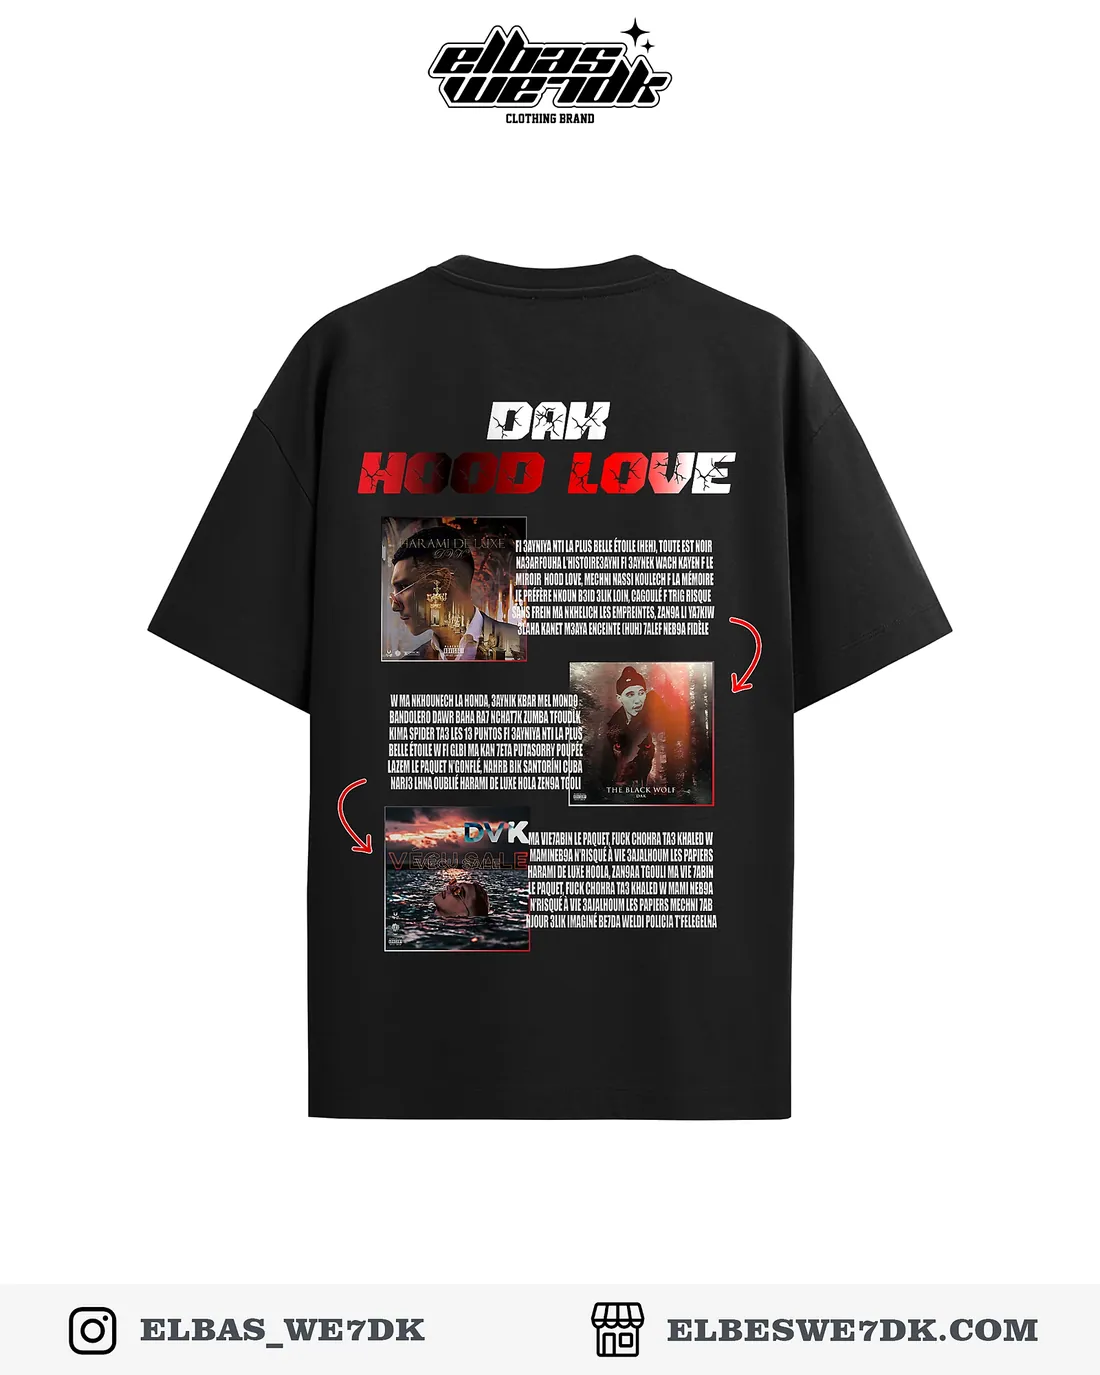 elbas
we7dk
CLOTHING BRAND
DAK
HOOD LOVE
HARAMI DE LUXE
DVK
FI 3AYNIYA NTI LA PLUS BELLE ÉTOILE (HEH), TOUTE EST NOIR
NA3ARFOUHA L'HISTOIRE3AYNI FI 3AYNEK WACH KAYEN F LE
MIROIR HOOD LOVE, MECHNI NASSI KOULECH F LA MÉMOIRE
JE PRÉFÈRE NKOUN B3ID 3LIK LOIN, CAGOULÉ F TRIG RISQUE
SANS FREIN MA NKHELICH LES EMPREINTES, ZAN9A LI YA7KIW
3LAHA KANET M3AYA ENCEINTE (HUH) 7ALEF NEB9A FIDÈLE
W MA NKHOUNECH LA HONDA, 3AYNIK KBAR MEL MONDO
BANDOLERO DAWR BAHA RA7 NCHAT7K ZUMBA TFOUDLK
KIMA SPIDER TA3 LES 13 PUNTOS FI 3AYNIYA NTI LA PLUS
BELLE ÉTOILE W FI GLBI MA KAN 7ETA PUTASORRY POUPÉE
LAZEM LE PAQUET N'GONFLÉ, NAHRB BIK SANTORÍNI CUBA
NARJ3 LHNA OUBLIÉ HARAMI DE LUXE HOLA ZEN9A TGOLI
THE BLACK WOLF
DAK
DVK
VÉCU SALE
MA VIE7ABIN LE PAQUET, FUCK CHOHRA TA3 KHALED W
MAMINEB9A N'RISQUÉ À VIE 3AJALHOUM LES PAPIERS
HARAMI DE LUXE HOOLA, ZAN9AA TGOULI MA VIE 7ABIN
LE PAQUET, FUCK CHOHRA TA3 KHALED W MAMI NEB9A
N'RISQUÉ À VIE 3AJALHOUM LES PAPIERS MECHNI 7AB
NJOUR 3LIK IMAGINÉ BE7DA WELDI POLICIA T'FELEGELNA
ELBAS_WE7DK
ELBESWE7DK.COM